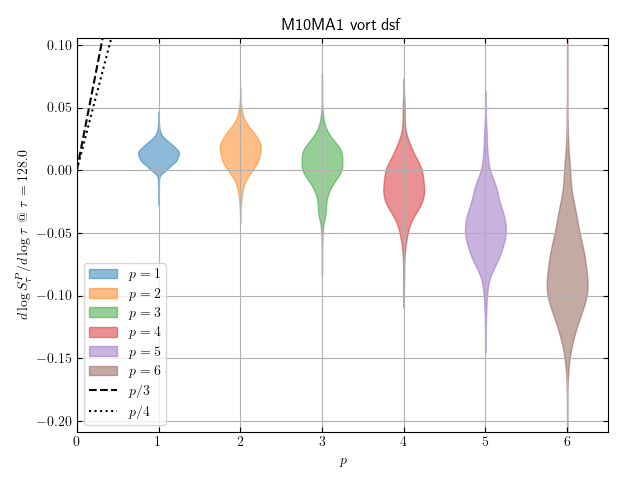 M10MA1 vort dsf
d log S_τ^P / d log τ @ τ = 128.0
0.10
0.05
0.00
−0.05
−0.10
−0.15
−0.20
p = 1
p = 2
p = 3
p = 4
p = 5
p = 6
p/3
p/4
0 1 2 3 4 5 6
p